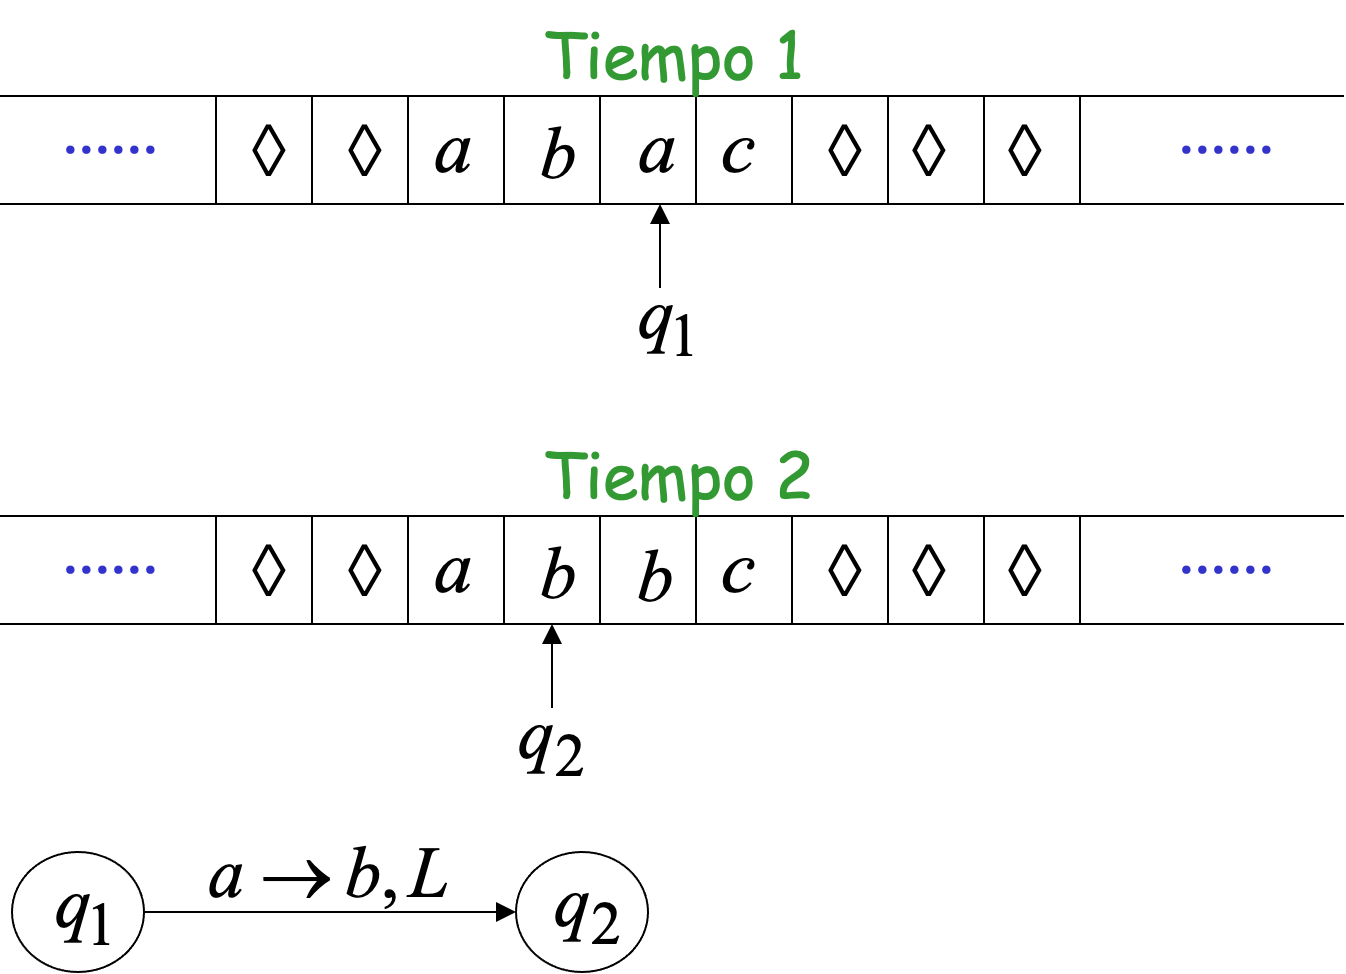 Tiempo 1
...... ◊ ◊ a b a c ◊ ◊ ◊ ......
q₁
Tiempo 2
...... ◊ ◊ a b b c ◊ ◊ ◊ ......
q₂
q₁ a → b, L q₂